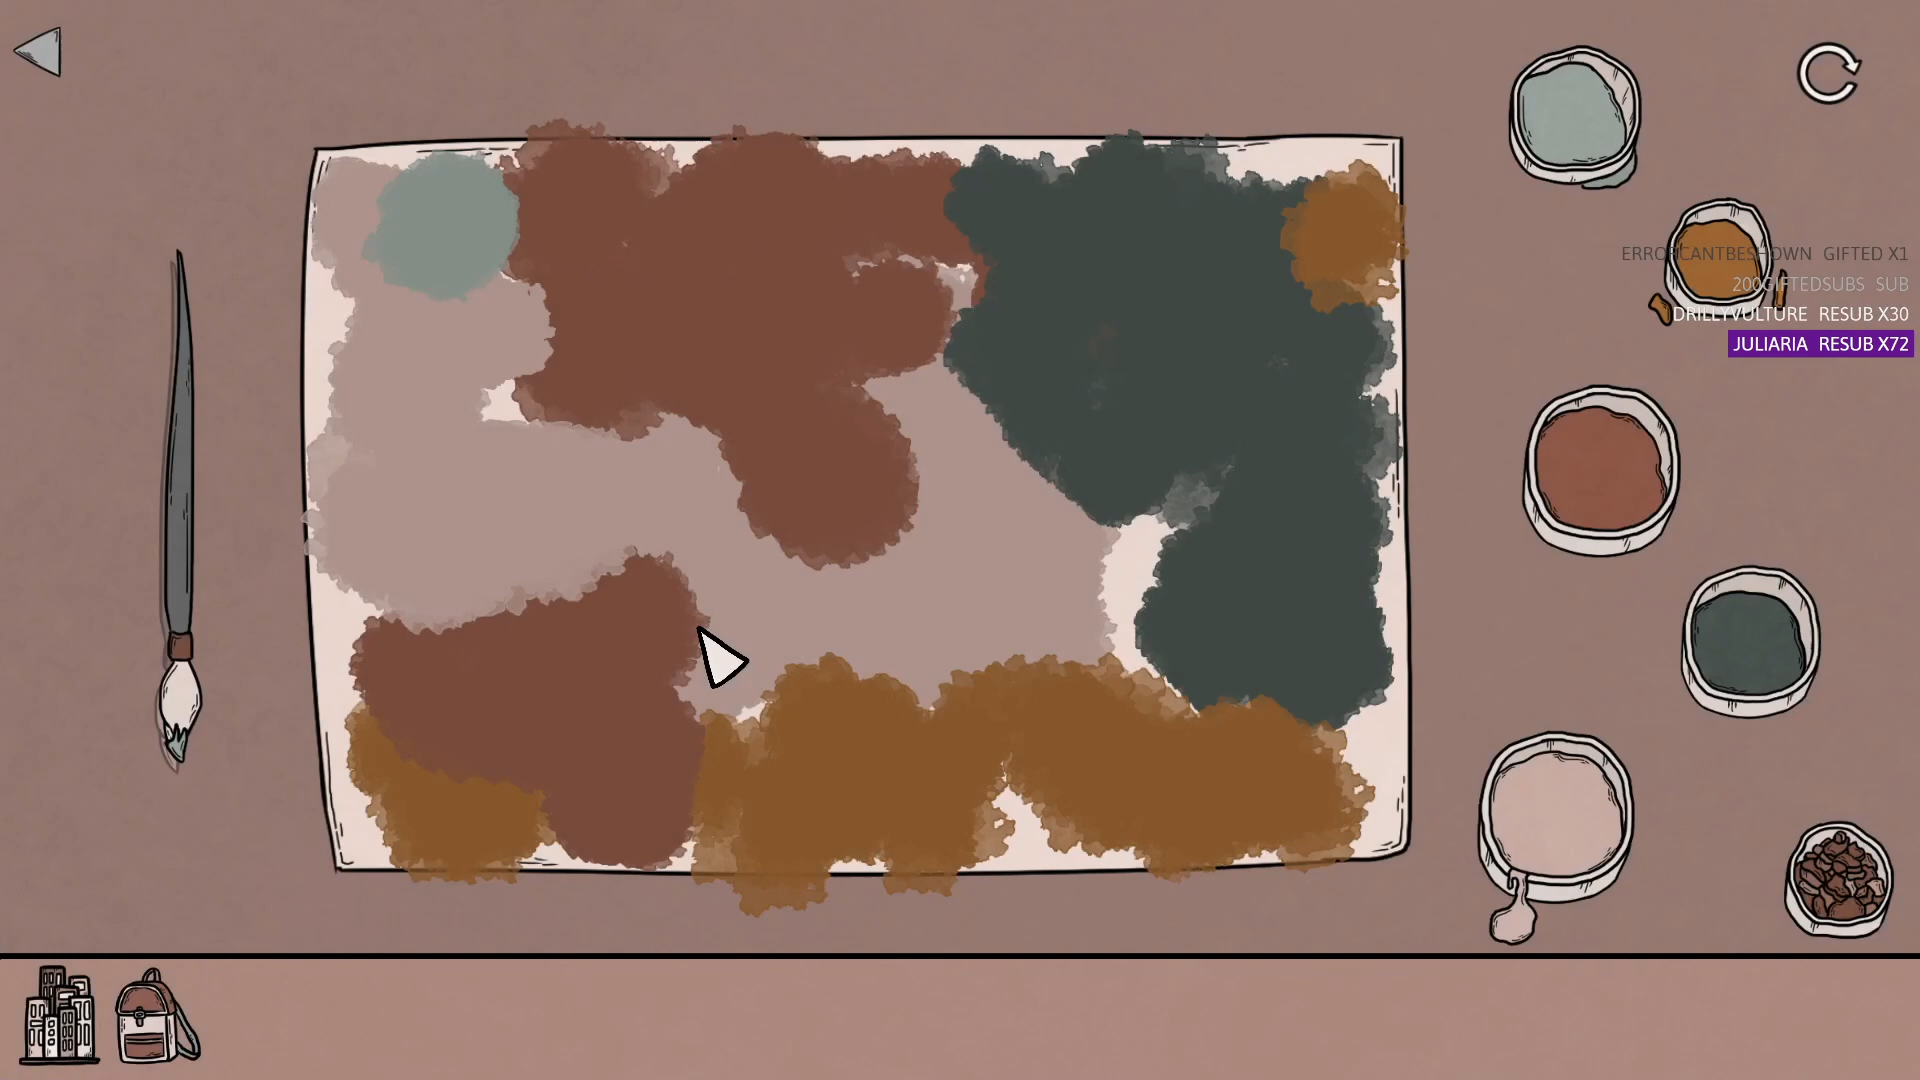 ERRORCANTBESHOWN GIFTED X1
200GIFTEDSUBS SUB
DRILLYVULTURE RESUB X30
JULIARIA RESUB X72